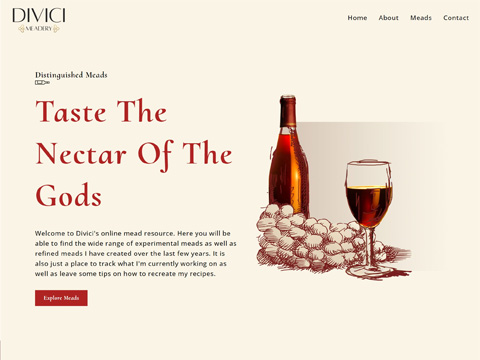 DIVICI
MEADERY
Home About Meads Contact
Distinguished Meads
Taste The
Nectar Of The
Gods
Welcome to Divici's online mead resource. Here you will be
able to find the wide range of experimental meads as well as
refined meads I have created over the last few years. It is
also just a place to track what I'm currently working on as
well as leave some tips on how to recreate my recipes.
Explore Meads